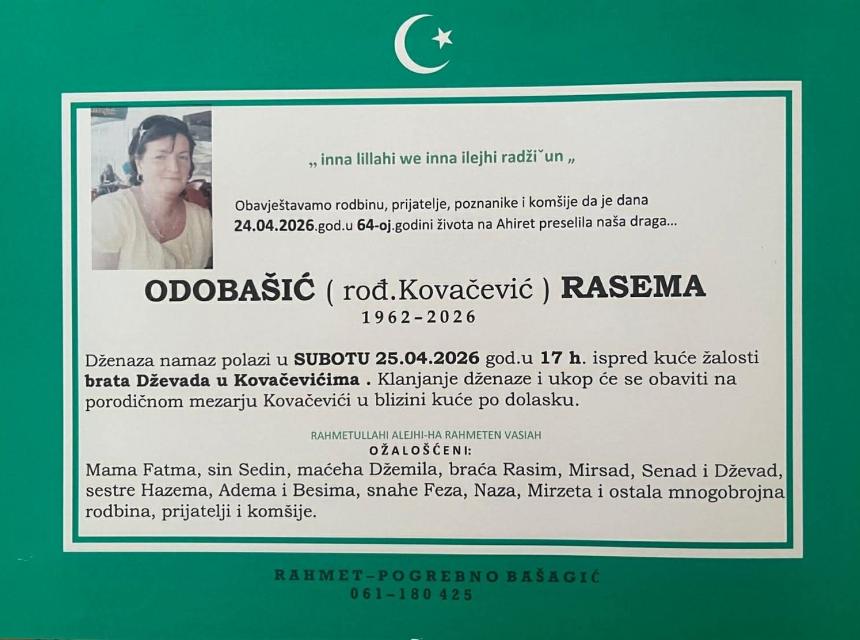 „ inna lillahi we inna ilejhi radžiˇun „
Obavještavamo rodbinu, prijatelje, poznanike i komšije da je dana
24.04.2026.god.u 64-oj.godini života na Ahiret preselila naša draga...
ODOBAŠIĆ ( rođ.Kovačević ) RASEMA
1962-2026
Dženaza namaz polazi u SUBOTU 25.04.2026 god.u 17 h. ispred kuće žalosti
brata Dževada u Kovačevićima . Klanjanje dženaze i ukop će se obaviti na
porodičnom mezarju Kovačevići u blizini kuće po dolasku.
RAHMETULLAHI ALEJHI-HA RAHMETEN VASIAH
OŽALOŠĆENI:
Mama Fatma, sin Sedin, maćeha Džemila, braća Rasim, Mirsad, Senad i Dževad,
sestre Hazema, Adema i Besima, snahe Feza, Naza, Mirzeta i ostala mnogobrojna
rodbina, prijatelji i komšije.
RAHMET-POGREBNO BAŠAGIĆ
061-180 425